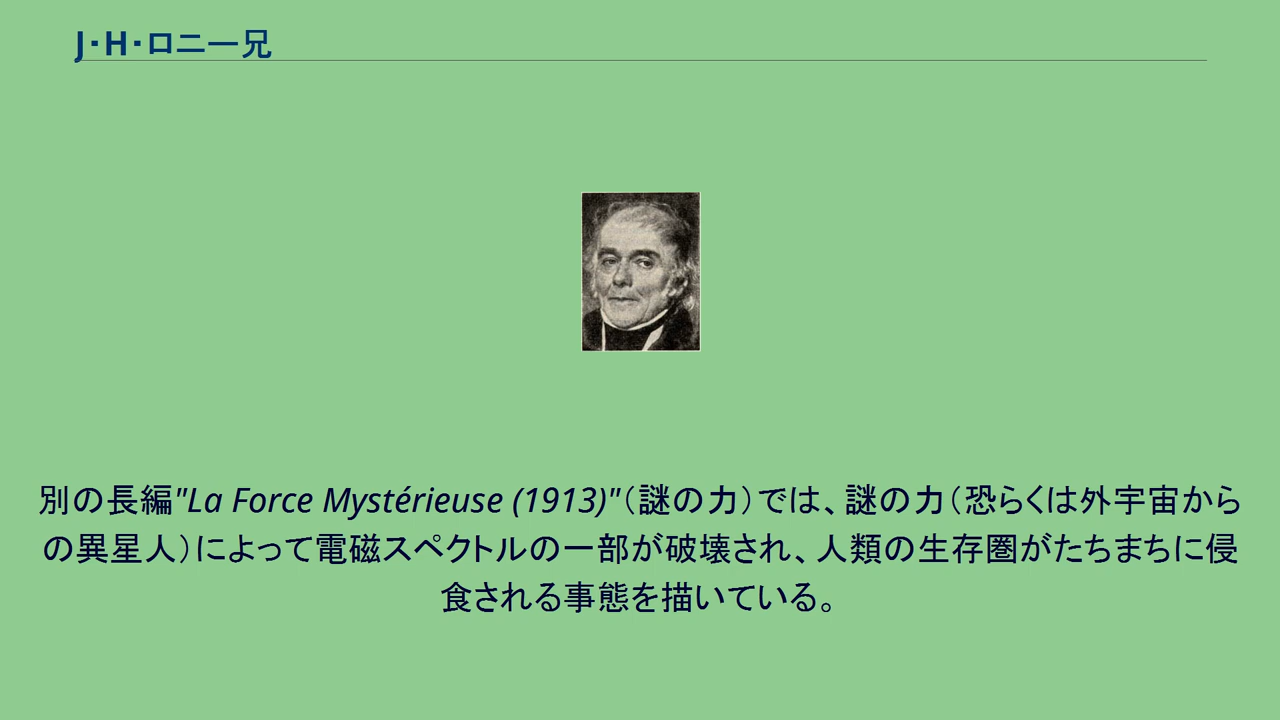 J・H・ロニー兄
別の長編"La Force Mystérieuse (1913)"（謎の力）では、謎の力（恐らくは外宇宙から
の異星人）によって電磁スペクトルの一部が破壊され、人類の生存圏がたちまちに侵
食される事態を描いている。